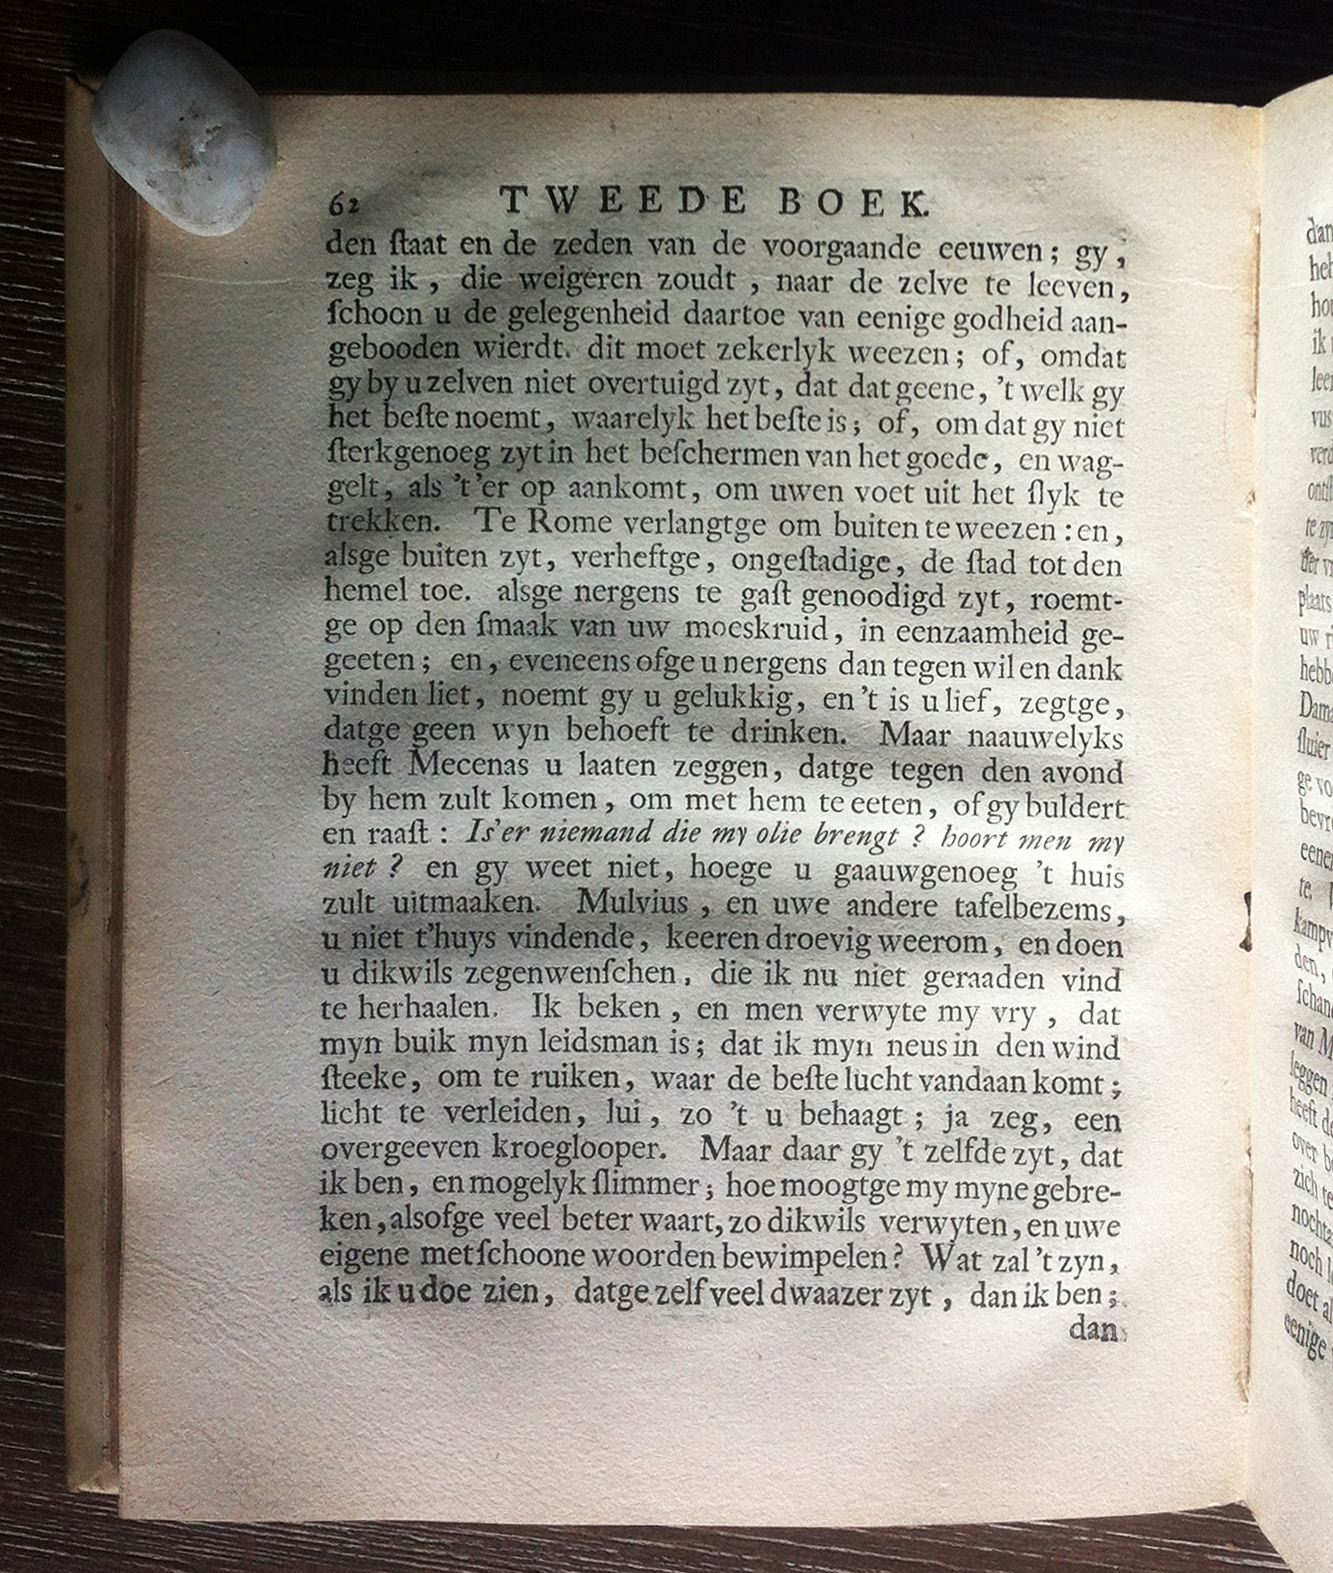 62 TWEEDE BOEK.
den ſtaat en de zeden van de voorgaande eeuwen; gy,
zeg ik, die weigeren zoudt, naar de zelve te leeven,
ſchoon u de gelegenheid daartoe van eenige godheid aan-
gebooden wierdt. dit moet zekerlyk weezen; of, omdat
gy by u zelven niet overtuigd zyt, dat dat geene, 't welk gy
het beſte noemt, waarelyk het beſte is; of, om dat gy niet
ſterkgenoeg zyt in het beſchermen van het goede, en wag-
gelt, als 't 'er op aankomt, om uwen voet uit het ſlyk te
trekken. Te Rome verlangtge om buiten te weezen: en,
alsge buiten zyt, verheftge, ongeſtadige, de ſtad tot den
hemel toe. alsge nergens te gaſt genoodigd zyt, roemt-
ge op den ſmaak van uw moeskruid, in eenzaamheid ge-
geeten; en, eveneens ofge u nergens dan tegen wil en dank
vinden liet, noemt gy u gelukkig, en 't is u lief, zegtge,
datge geen wyn behoeft te drinken. Maar naauwelyks
heeft Mecenas u laaten zeggen, datge tegen den avond
by hem zult komen, om met hem te eeten, of gy buldert
en raaſt: Is'er niemand die my olie brengt? hoort men my
niet? en gy weet niet, hoege u gaauwgenoeg 't huis
zult uitmaaken. Mulvius, en uwe andere tafelbezems,
u niet t'huys vindende, keeren droevig weerom, en doen
u dikwils zegenwenſchen, die ik nu niet geraaden vind
te herhaalen. Ik beken, en men verwyte my vry, dat
myn buik myn leidsman is; dat ik myn neus in den wind
ſteeke, om te ruiken, waar de beſte lucht vandaan komt;
licht te verleiden, lui, zo 't u behaagt; ja zeg, een
overgeeven kroeglooper. Maar daar gy 't zelfde zyt, dat
ik ben, en mogelyk ſlimmer; hoe moogtge my myne gebre-
ken, alsofge veel beter waart, zo dikwils verwyten, en uwe
eigene met ſchoone woorden bewimpelen? Wat zal 't zyn,
als ik u doe zien, datge zelf veel dwaazer zyt, dan ik ben;
dan